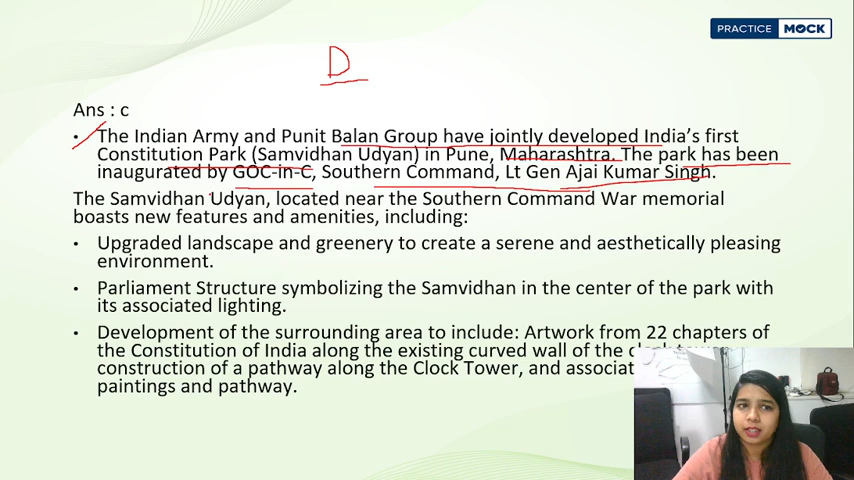 PRACTICE MOCK
D
Ans : c
• The Indian Army and Punit Balan Group have jointly developed India's first
Constitution Park (Samvidhan Udyan) in Pune, Maharashtra. The park has been
inaugurated by GOC-in-C, Southern Command, Lt Gen Ajai Kumar Singh.
The Samvidhan Udyan, located near the Southern Command War memorial
boasts new features and amenities, including:
• Upgraded landscape and greenery to create a serene and aesthetically pleasing
environment.
• Parliament Structure symbolizing the Samvidhan in the center of the park with
its associated lighting.
• Development of the surrounding area to include: Artwork from 22 chapters of
the Constitution of India along the existing curved wall of the
construction of a pathway along the Clock Tower, and
paintings and pathway.